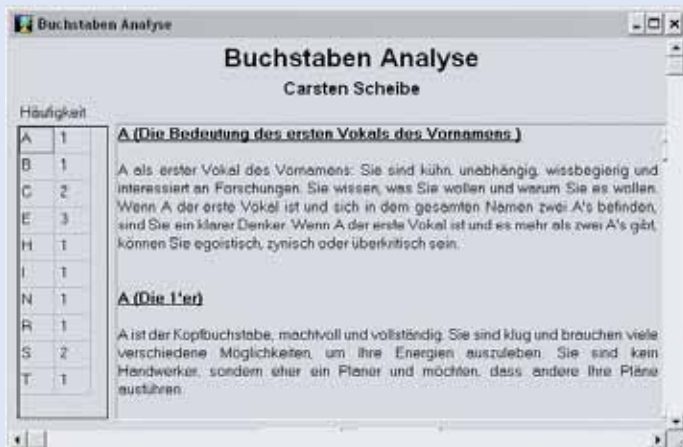 Buchstaben Analyse
Buchstaben Analyse
Carsten Scheibe
Häufigkeit
A 1
B 1
C 2
E 3
H 1
I 1
N 1
R 1
S 2
T 1
A (Die Bedeutung des ersten Vokals des Vornamens )
A als erster Vokal des Vornamens: Sie sind kühn, unabhängig, wissbegierig und
interessiert an Forschungen. Sie wissen, was Sie wollen und warum Sie es wollen.
Wenn A der erste Vokal ist und sich in dem gesamten Namen zwei A's befinden,
sind Sie ein klarer Denker. Wenn A der erste Vokal ist und es mehr als zwei A's gibt,
können Sie egoistisch, zynisch oder überkritisch sein.
A (Die 1'er)
A ist der Kopfbuchstabe, machtvoll und vollständig. Sie sind klug und brauchen viele
verschiedene Möglichkeiten, um Ihre Energien auszuleben. Sie sind kein
Handwerker, sondern eher ein Planer und möchten, dass andere Ihre Pläne
ausführen.